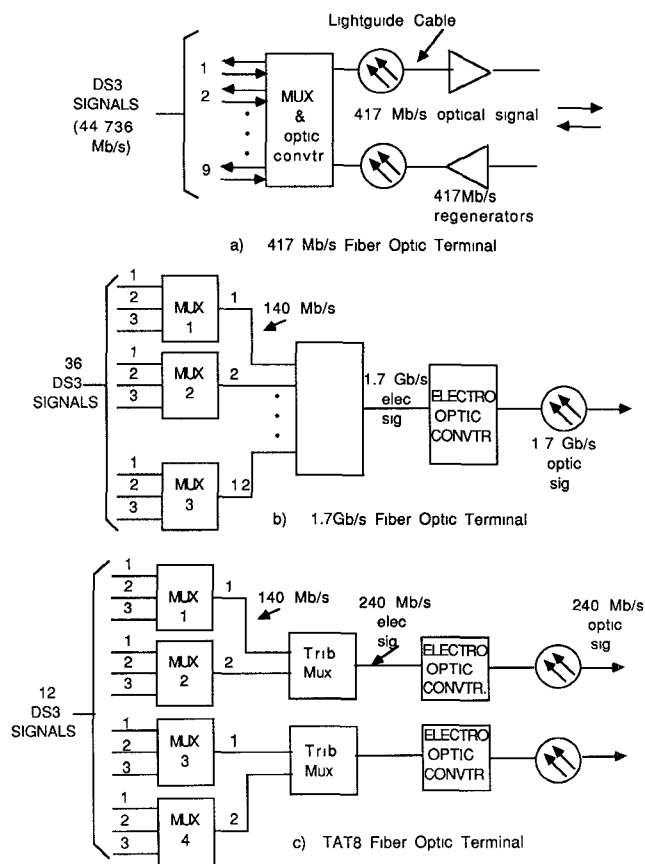 Lightguide Cable
DS3
SIGNALS
(44 736
Mb/s)
1
2
9
MUX
&
optic
convtr
417 Mb/s optical signal
417Mb/s
regenerators
a) 417 Mb/s Fiber Optic Terminal
36
DS3
SIGNALS
1
2
3
MUX
1
1
140 Mb/s
1
2
3
MUX
2
2
1
2
3
MUX
3
12
1.7 Gb/s
elec
sig
ELECTRO
OPTIC
CONVTR
1 7 Gb/s
optic
sig
b) 1.7Gb/s Fiber Optic Terminal
12
DS3
SIGNALS
1
2
3
MUX
1
1
140 Mb/s
1
2
3
MUX
2
2
Trib
Mux
240 Mb/s
elec
sig
ELECTRO
OPTIC
CONVTR.
240 Mb/s
optic
sig
1
2
3
MUX
3
1
Trib
Mux
ELECTRO
OPTIC
CONVTR
1
2
3
MUX
4
2
c) TAT8 Fiber Optic Terminal